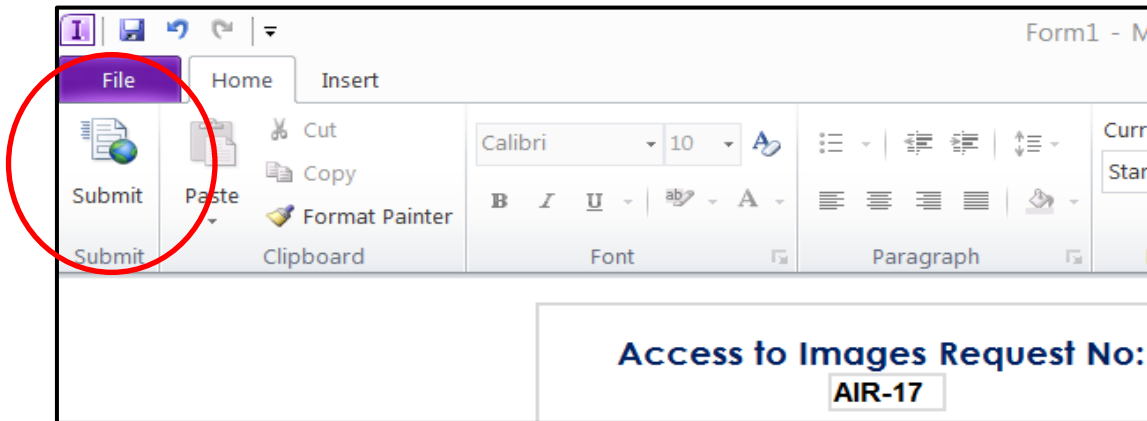 Form1 - M
File Home Insert
Submit Paste Cut Calibri 10 Curr
Copy Star
Format Painter B I U ab A
Submit Clipboard Font Paragraph
Access to Images Request No:
AIR-17